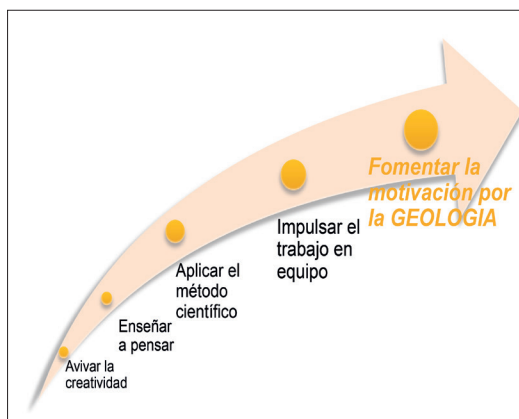 Avivar la
creatividad
Enseñar
a pensar
Aplicar el
método
científico
Impulsar el
trabajo en
equipo
Fomentar la
motivación por
la GEOLOGIA